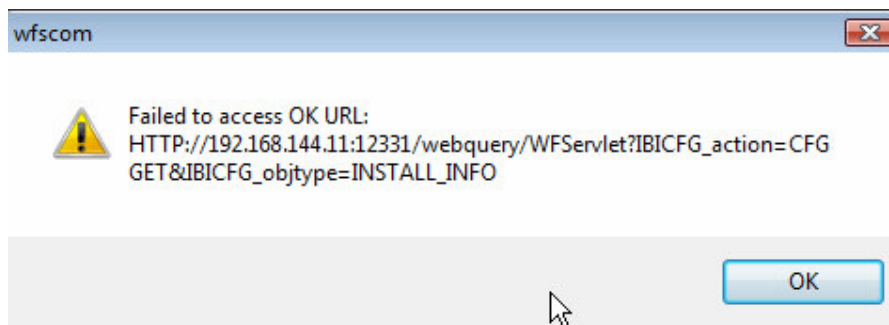 wfscom
Failed to access OK URL:
HTTP://192.168.144.11:12331/webquery/WFServlet?IBICFG_action=CFG
GET&IBICFG_objtype=INSTALL_INFO
OK